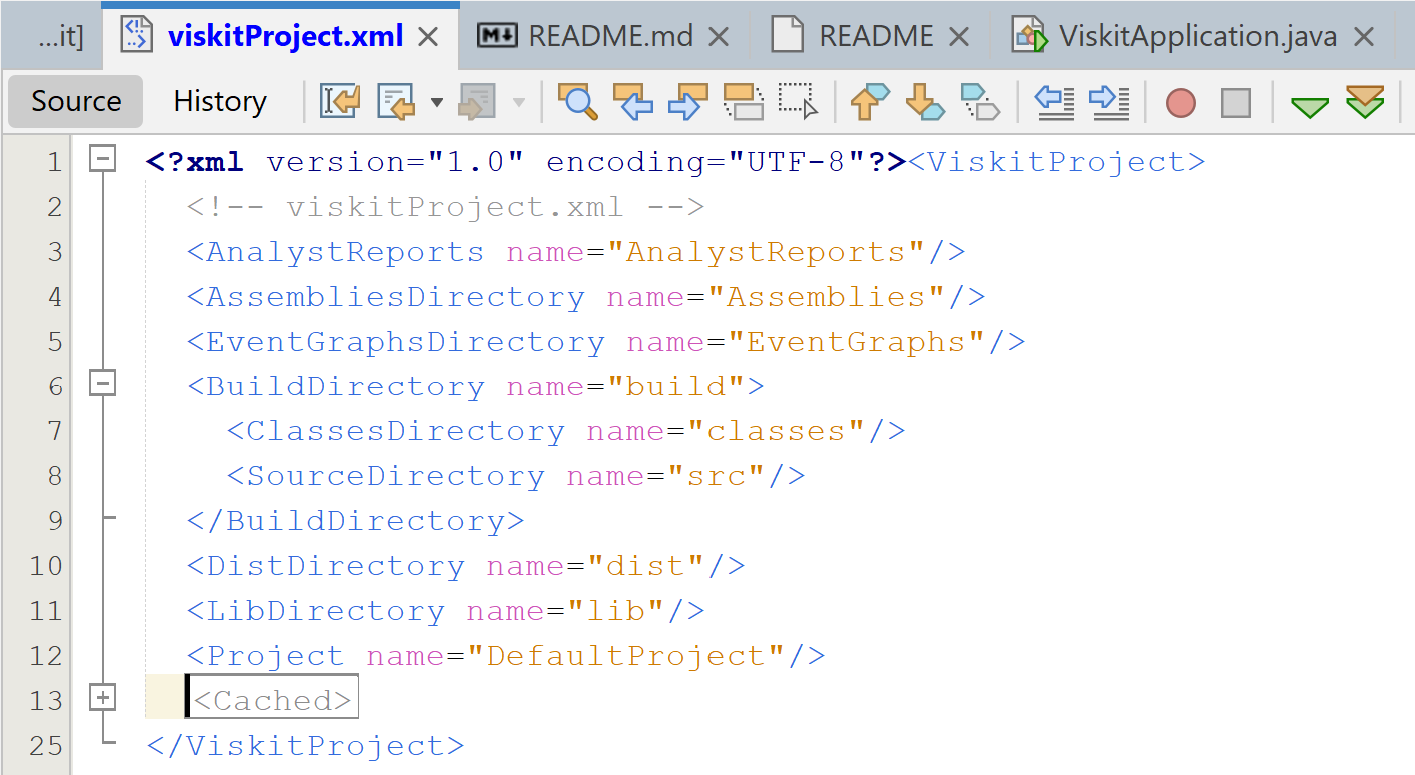 ...it] viskitProject.xml README.md README ViskitApplication.java
Source History
1 <?xml version="1.0" encoding="UTF-8"?><ViskitProject>
2 <!-- viskitProject.xml -->
3 <AnalystReports name="AnalystReports"/>
4 <AssembliesDirectory name="Assemblies"/>
5 <EventGraphsDirectory name="EventGraphs"/>
6 <BuildDirectory name="build">
7 <ClassesDirectory name="classes"/>
8 <SourceDirectory name="src"/>
9 </BuildDirectory>
10 <DistDirectory name="dist"/>
11 <LibDirectory name="lib"/>
12 <Project name="DefaultProject"/>
13 <Cached>
25 </ViskitProject>